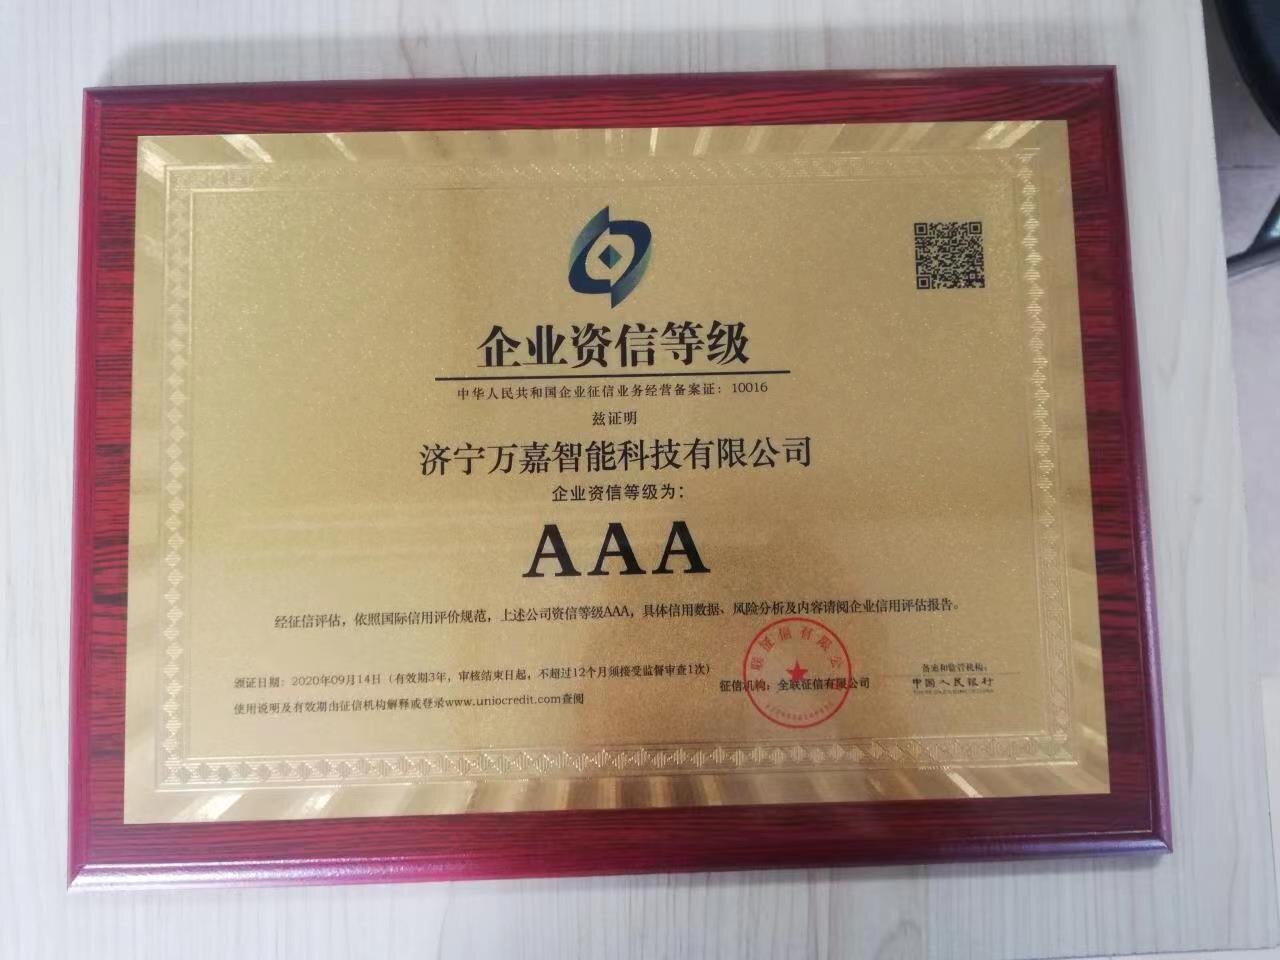 企业资信等级
中华人民共和国企业征信业务经营备案证：10016
兹证明
济宁万嘉智能科技有限公司
企业资信等级为：
AAA
经征信评估，依照国际信用评价规范，上述公司资信等级AAA，具体信用数据、风险分析及内容请阅企业信用评估报告。
颁证日期：2020年09月14日（有效期3年，审核结束日起，不超过12个月须接受监督审查1次）
使用说明及有效期由征信机构解释或登录www.uniocredit.com查阅
征信机构：全联征信有限公司
联征信有限公
备案和监管机构：
中国人民银行